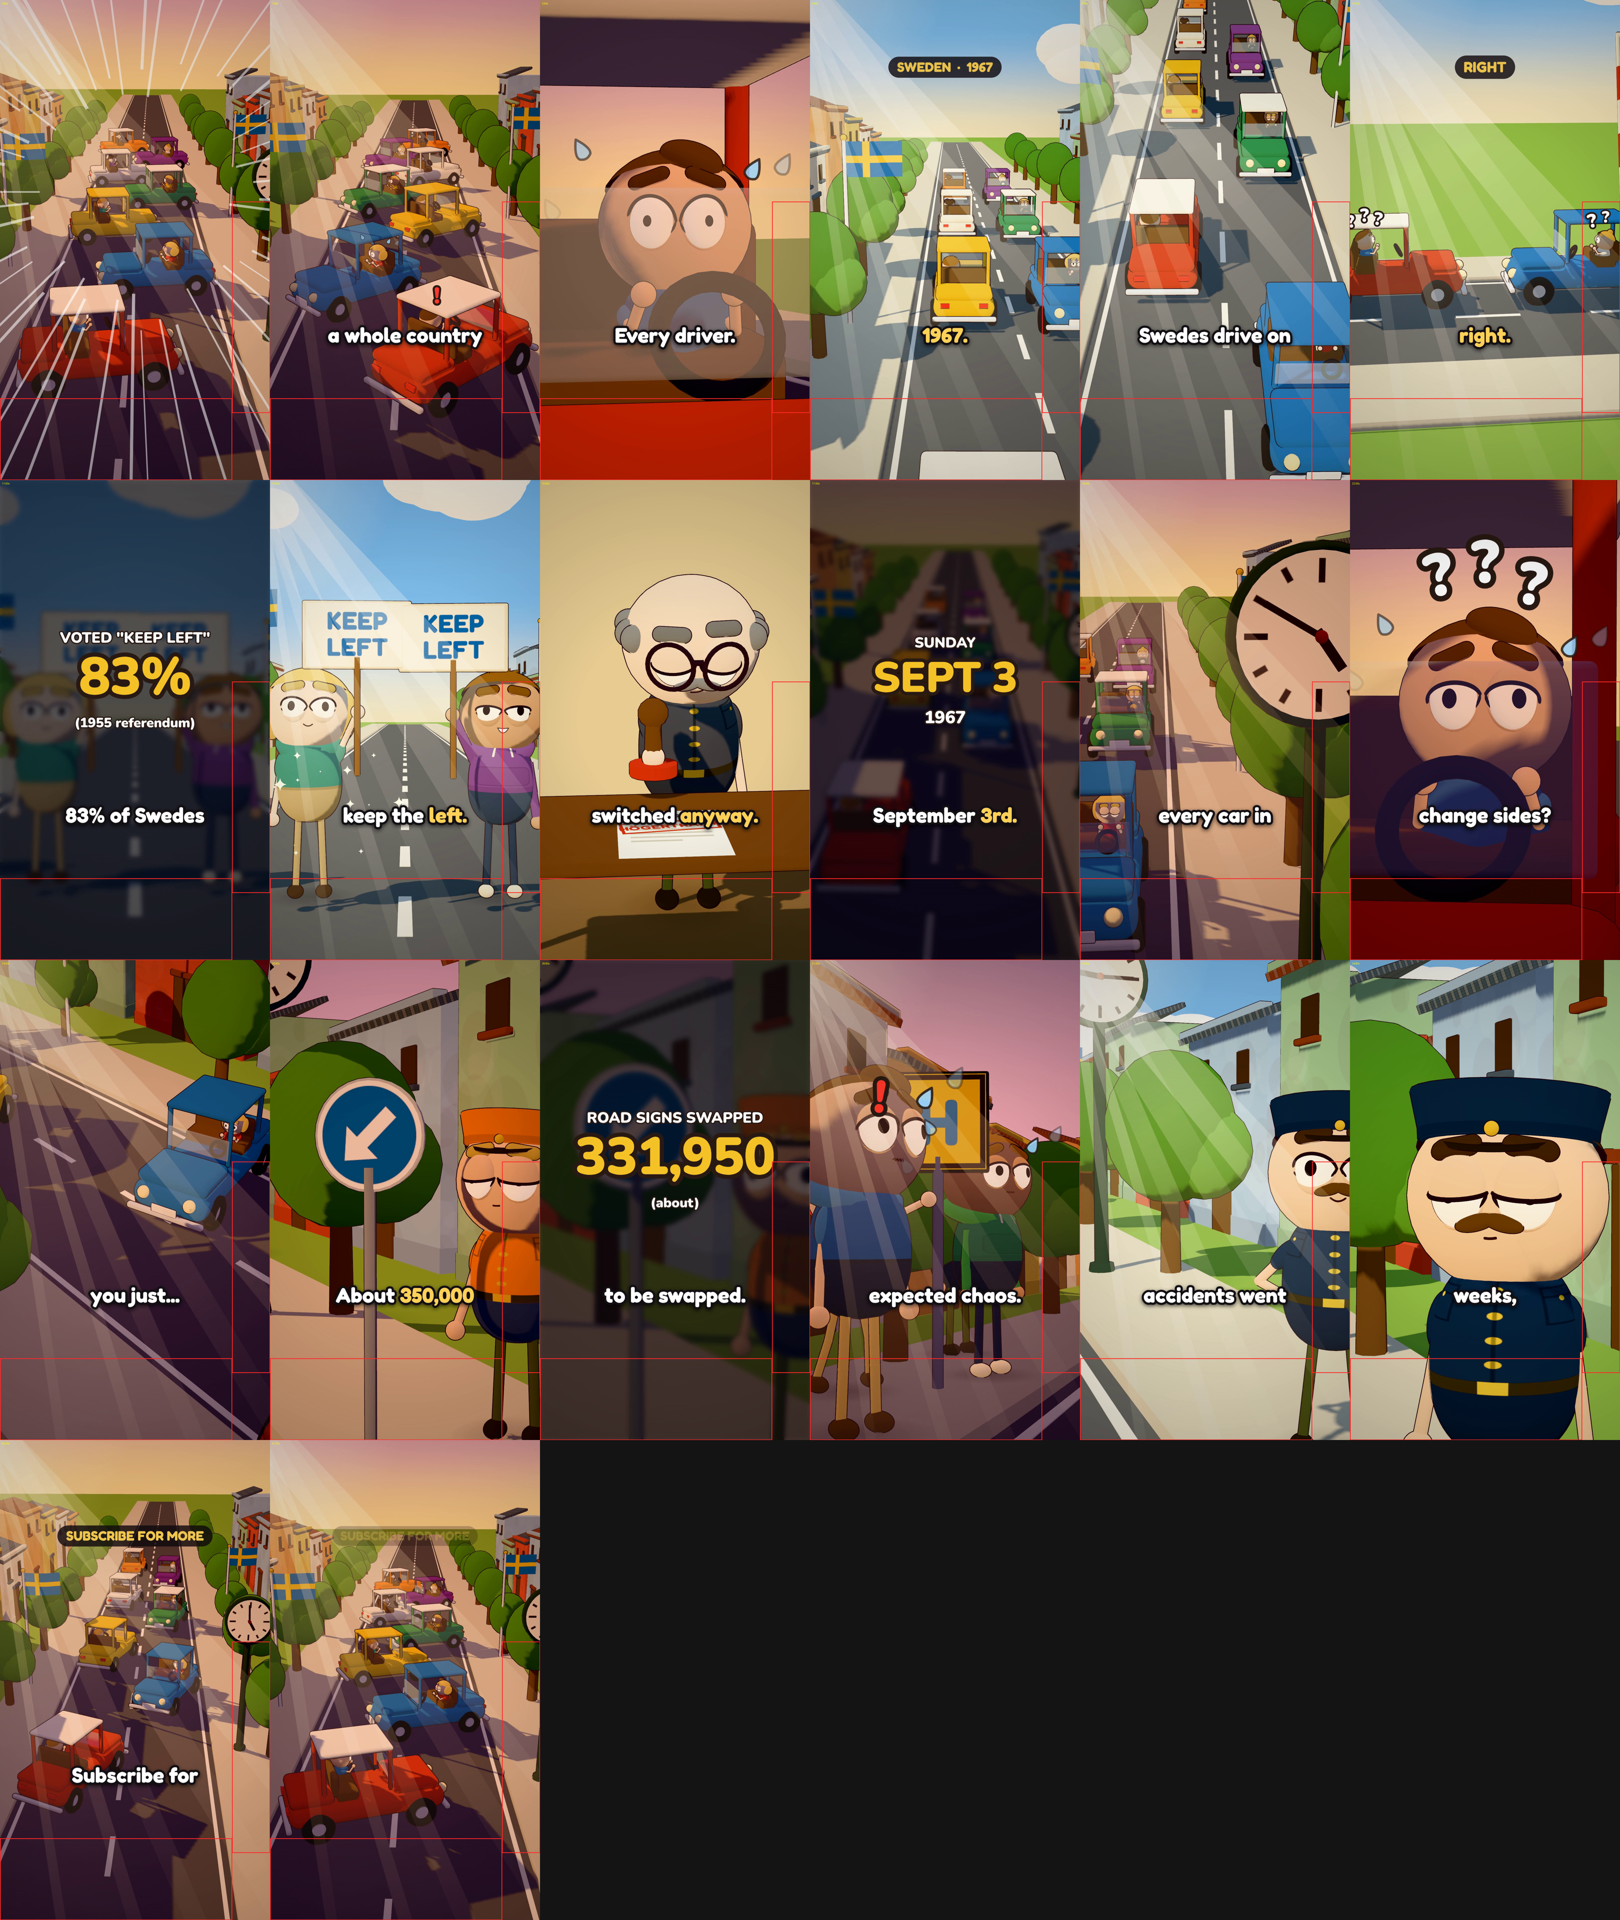 a whole country
!
Every driver.
SWEDEN · 1967
1967.
Swedes drive on
RIGHT
???
??
right.
VOTED "KEEP LEFT"
83%
(1955 referendum)
83% of Swedes
KEEP
LEFT
KEEP
LEFT
keep the left.
switched anyway.
SUNDAY
SEPT 3
1967
September 3rd.
every car in
???
change sides?
you just...
About 350,000
ROAD SIGNS SWAPPED
331,950
(about)
to be swapped.
!
H
expected chaos.
accidents went
weeks,
SUBSCRIBE FOR MORE
Subscribe for
SUBSCRIBE FOR MORE